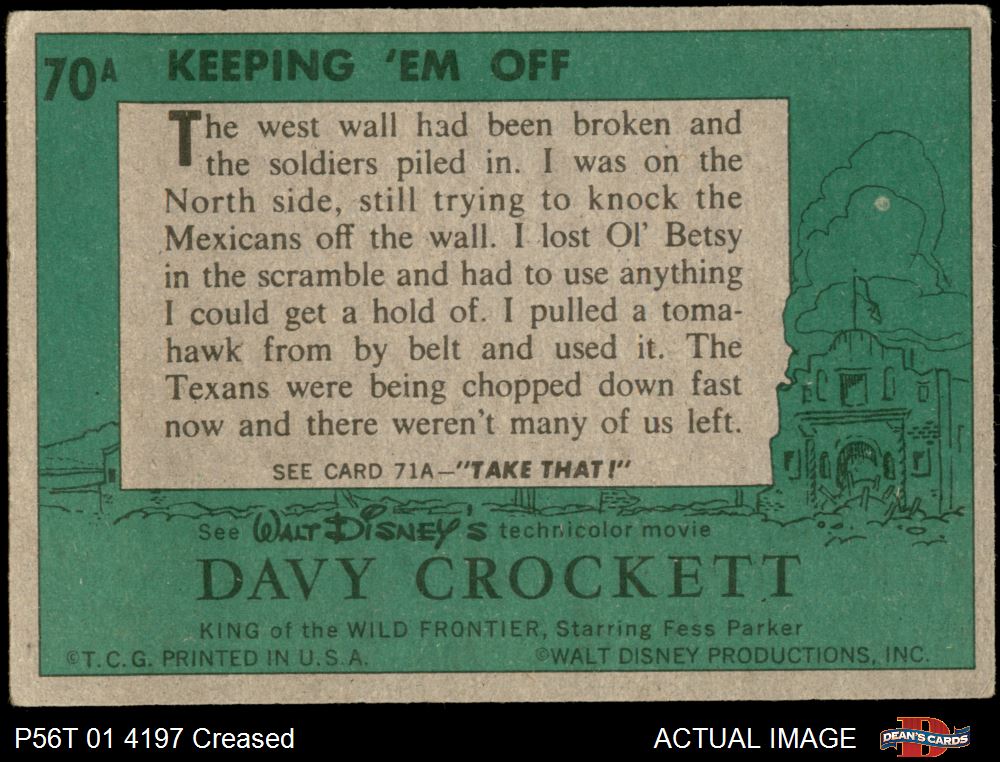 70A KEEPING 'EM OFF
The west wall had been broken and
the soldiers piled in. I was on the
North side, still trying to knock the
Mexicans off the wall. I lost Ol' Betsy
in the scramble and had to use anything
I could get a hold of. I pulled a toma-
hawk from by belt and used it. The
Texans were being chopped down fast
now and there weren't many of us left.
SEE CARD 71A—"TAKE THAT!"
See WALT DISNEY'S technicolor movie
DAVY CROCKETT
KING of the WILD FRONTIER, Starring Fess Parker
©T.C.G. PRINTED IN U.S.A. ©WALT DISNEY PRODUCTIONS, INC.
P56T 01 4197 Creased ACTUAL IMAGE DEAN'S CARDS